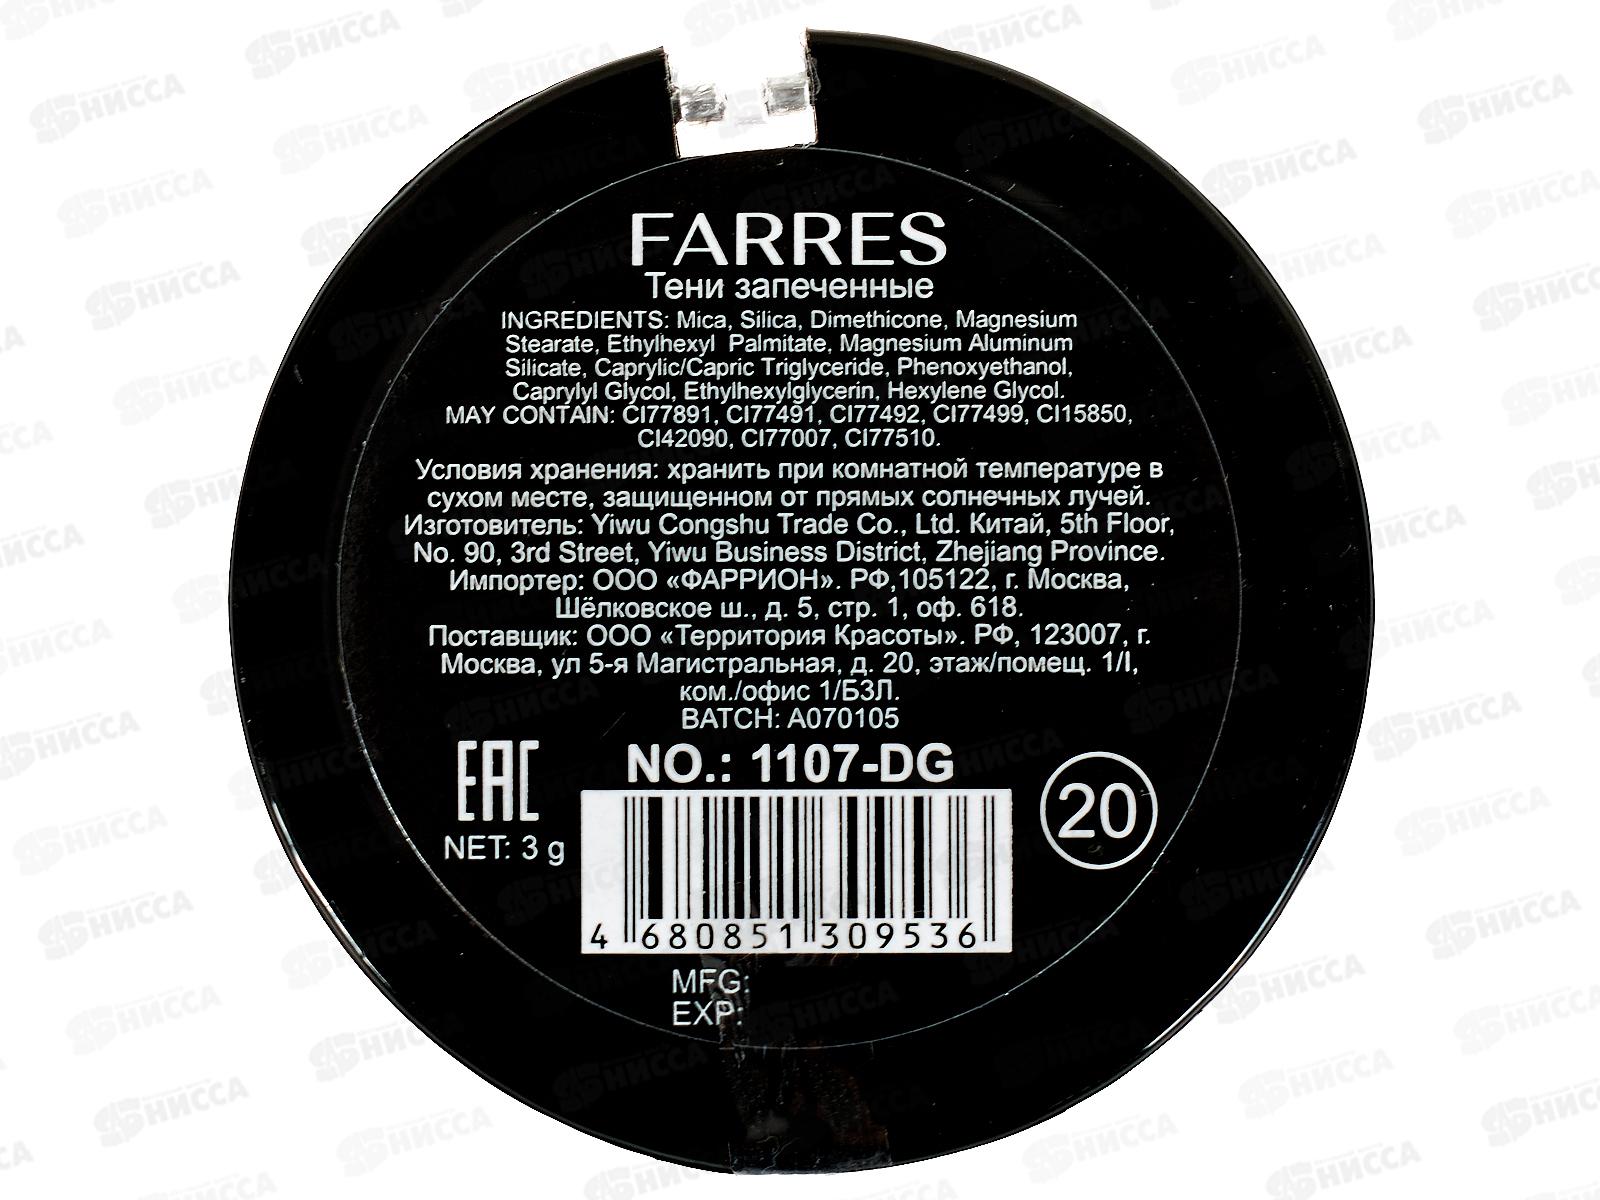 FARRES
Тени запеченные
INGREDIENTS: Mica, Silica, Dimethicone, Magnesium
Stearate, Ethylhexyl Palmitate, Magnesium Aluminum
Silicate, Caprylic/Capric Triglyceride, Phenoxyethanol,
Caprylyl Glycol, Ethylhexylglycerin, Hexylene Glycol.
MAY CONTAIN: CI77891, CI77491, CI77492, CI77499, CI15850,
CI42090, CI77007, CI77510.
Условия хранения: хранить при комнатной температуре в
сухом месте, защищенном от прямых солнечных лучей.
Изготовитель: Yiwu Congshu Trade Co., Ltd. Китай, 5th Floor,
No. 90, 3rd Street, Yiwu Business District, Zhejiang Province.
Импортер: ООО «ФАРРИОН». РФ,105122, г. Москва,
Шёлковское ш., д. 5, стр. 1, оф. 618.
Поставщик: ООО «Территория Красоты». РФ, 123007, г.
Москва, ул 5-я Магистральная, д. 20, этаж/помещ. 1/I,
ком./офис 1/БЗЛ.
BATCH: A070105
NO.: 1107-DG
EAC
20
NET: 3 g
4 680851 309536
MFG:
EXP:
НИССА